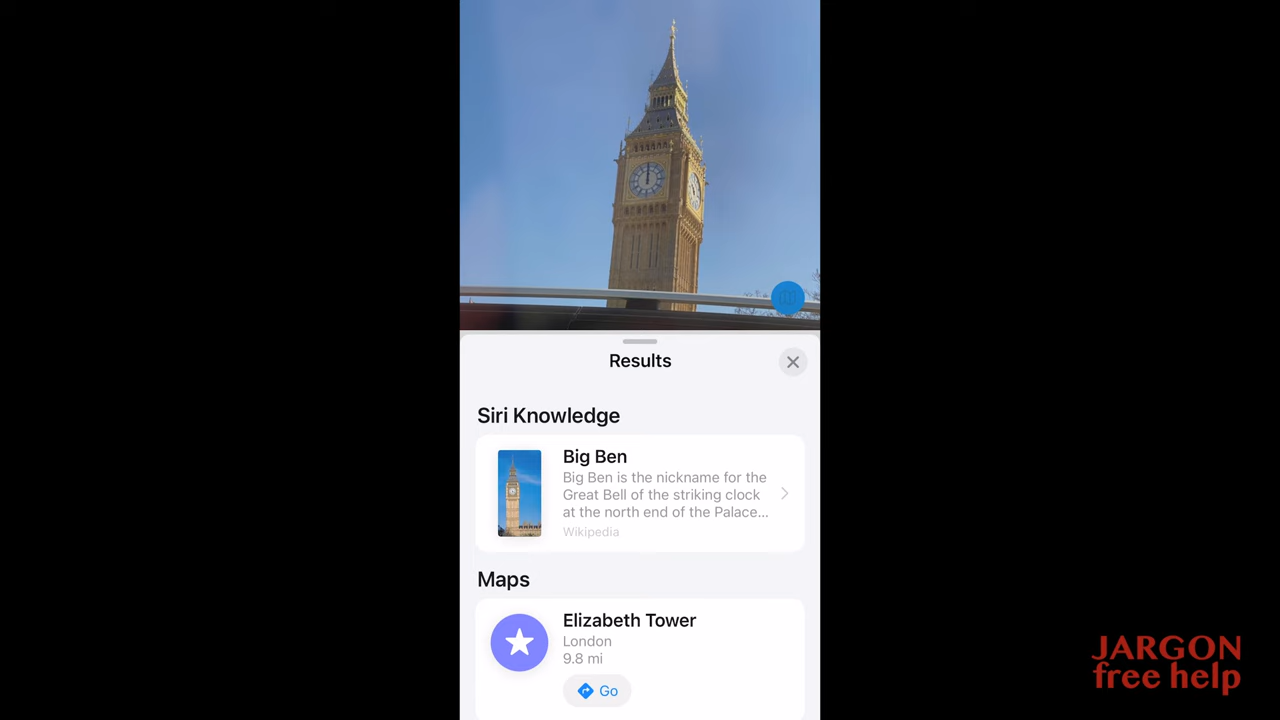 Results
Siri Knowledge
Big Ben
Big Ben is the nickname for the
Great Bell of the striking clock
at the north end of the Palace...
Wikipedia
Maps
Elizabeth Tower
London
9.8 mi
Go
JARGON
free help